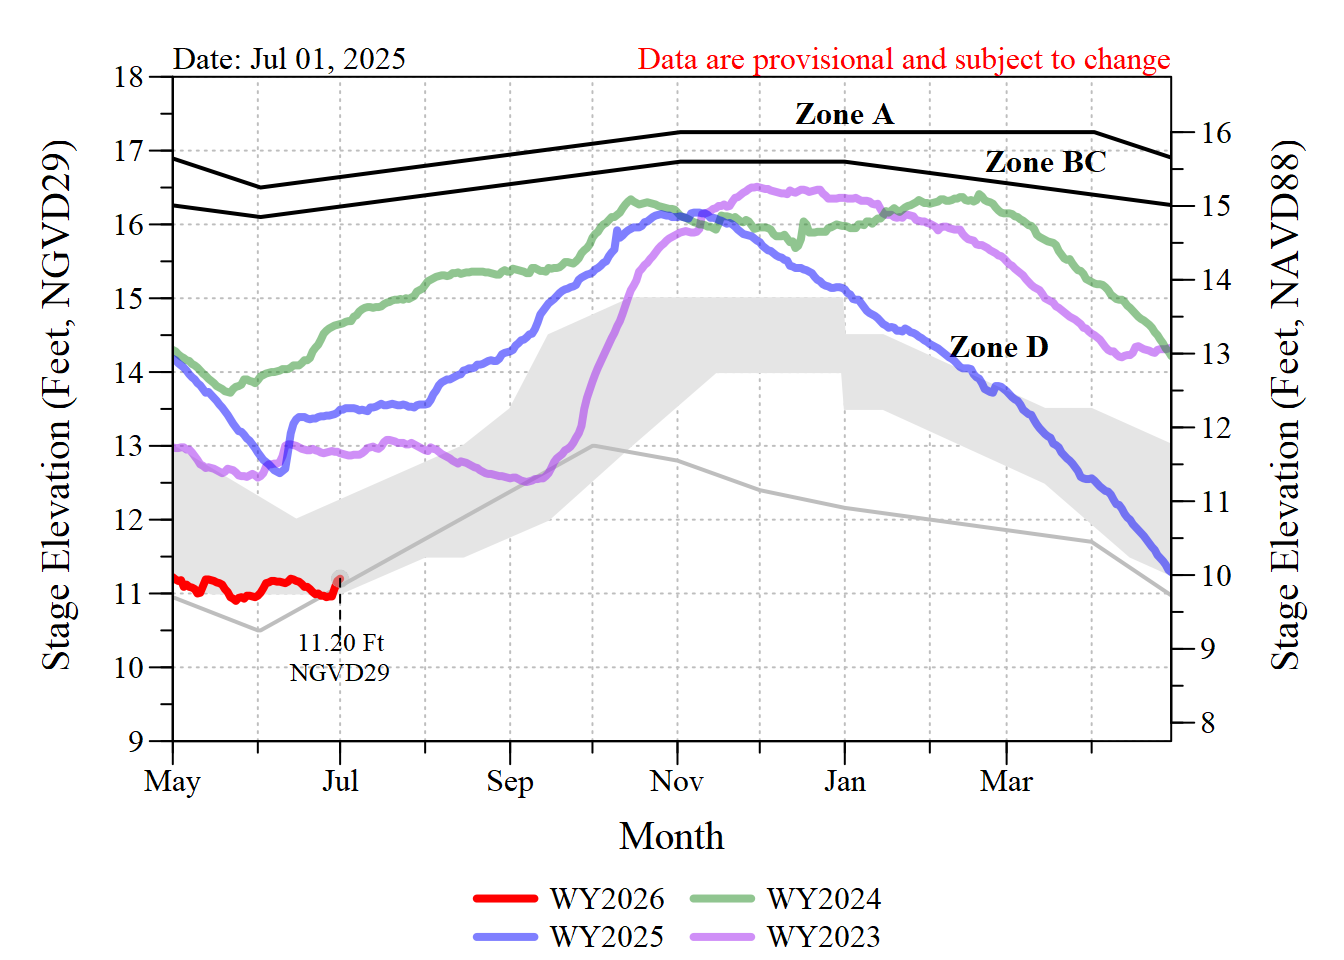 Date: Jul 01, 2025
Data are provisional and subject to change
Stage Elevation (Feet, NGVD29)
18
17
16
15
14
13
12
11
10
9
Zone A
Zone BC
Zone D
11.20 Ft
NGVD29
16
15
14
13
12
11
10
9
8
Stage Elevation (Feet, NAVD88)
May Jul Sep Nov Jan Mar
Month
WY2026 WY2024
WY2025 WY2023